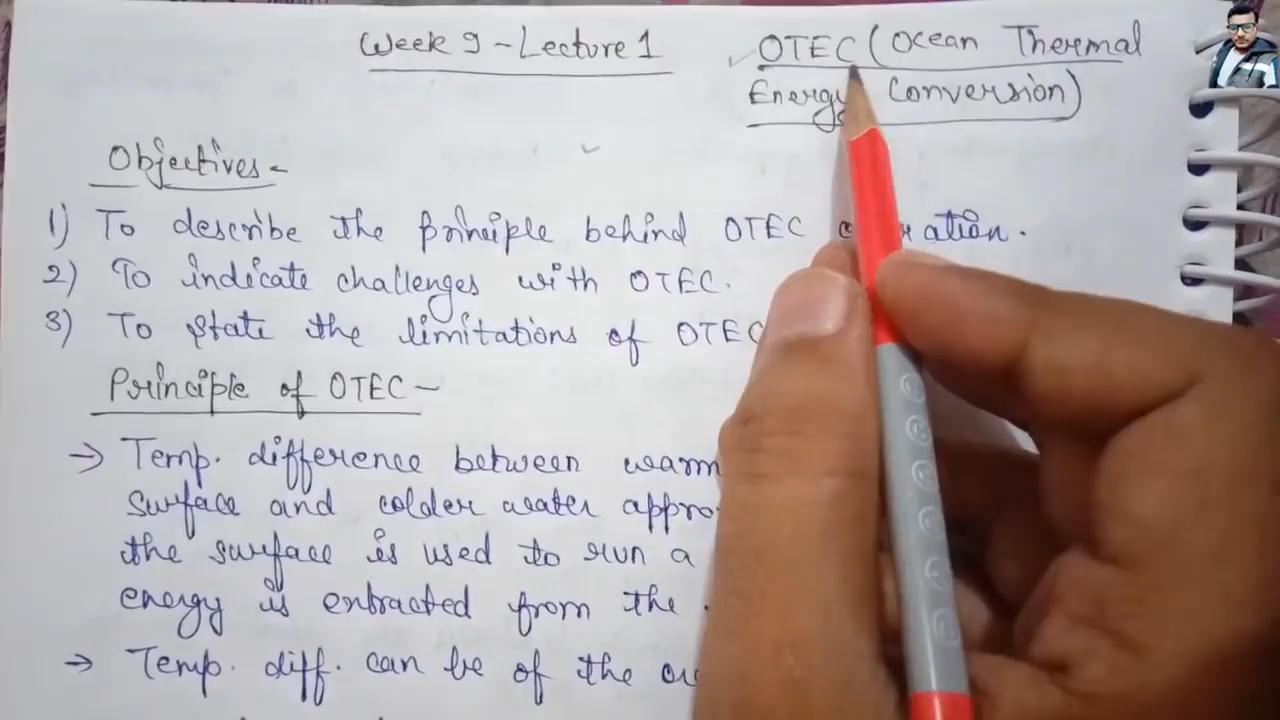 Week 9 - Lecture 1
OTEC (Ocean Thermal
Energy Conversion)
Objectives -
1) To describe the principle behind OTEC ation.
2) To indicate challenges with OTEC.
3) To state the limitations of OTEC
Principle of OTEC -
→ Temp. difference between warm
surface and colder water appro
the surface is used to run a
energy is extracted from the
→ Temp. diff. can be of the